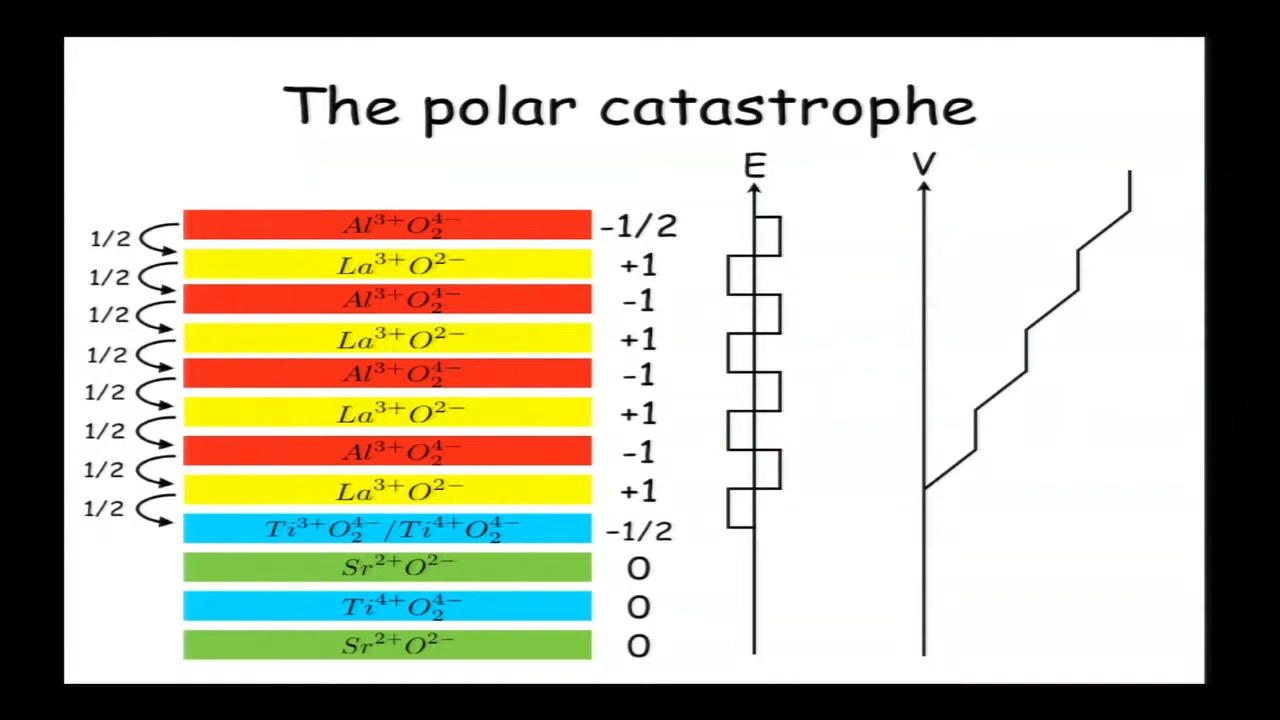 The polar catastrophe
E V
Al³⁺O₂⁴⁻ -1/2
1/2
La³⁺O²⁻ +1
1/2
Al³⁺O₂⁴⁻ -1
1/2
La³⁺O²⁻ +1
1/2
Al³⁺O₂⁴⁻ -1
1/2
La³⁺O²⁻ +1
1/2
Al³⁺O₂⁴⁻ -1
1/2
La³⁺O²⁻ +1
1/2
Ti³⁺O₂⁴⁻/Ti⁴⁺O₂⁴⁻ -1/2
Sr²⁺O²⁻ 0
Ti⁴⁺O₂⁴⁻ 0
Sr²⁺O²⁻ 0